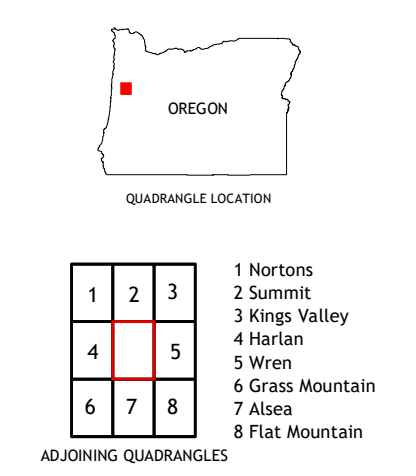 OREGON
QUADRANGLE LOCATION
1 2 3
4 5
6 7 8
ADJOINING QUADRANGLES
1 Nortons
2 Summit
3 Kings Valley
4 Harlan
5 Wren
6 Grass Mountain
7 Alsea
8 Flat Mountain